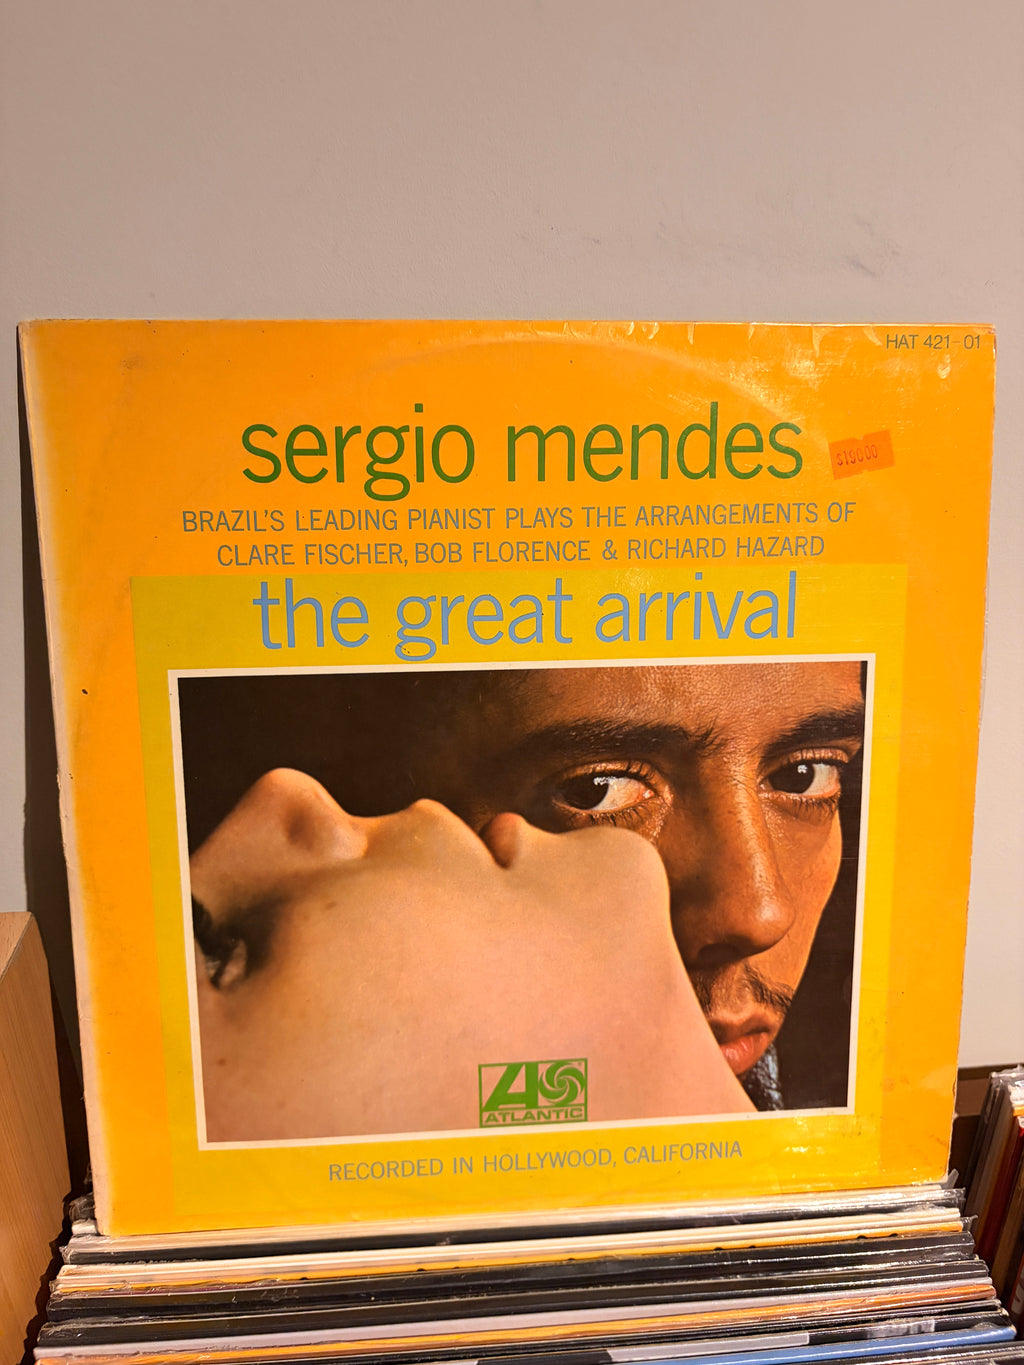 HAT 421-01
sergio mendes
$190.00
BRAZIL'S LEADING PIANIST PLAYS THE ARRANGEMENTS OF
CLARE FISCHER, BOB FLORENCE & RICHARD HAZARD
the great arrival
ATLANTIC
RECORDED IN HOLLYWOOD, CALIFORNIA